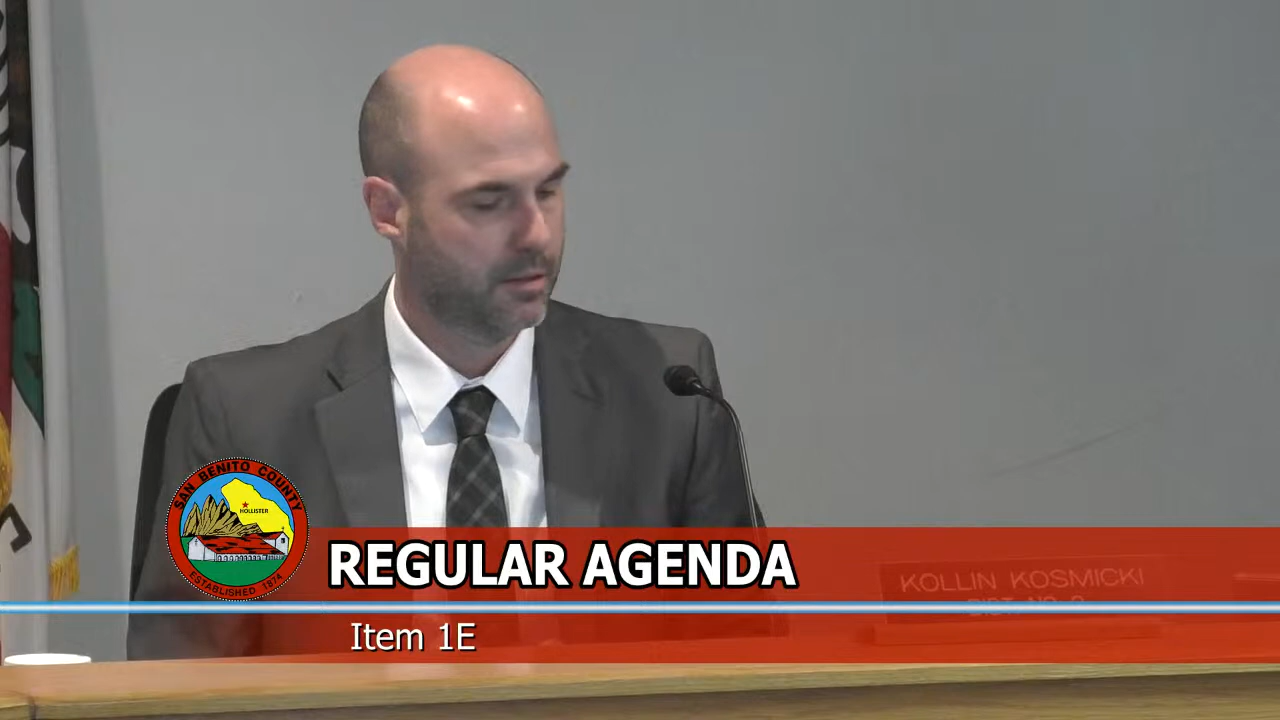 SAN BENITO COUNTY
HOLLISTER
ESTABLISHED 1874
REGULAR AGENDA
KOLLIN KOSMICKI
Item 1E